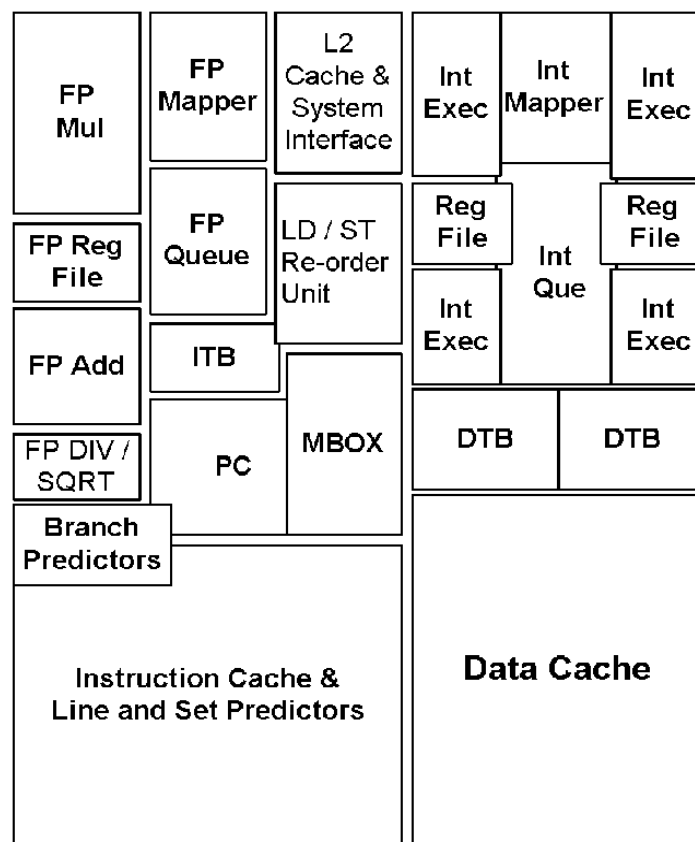 FP
Mul
FP
Mapper
L2
Cache &
System
Interface
Int
Exec
Int
Mapper
Int
Exec
FP Reg
File
FP
Queue
LD / ST
Re-order
Unit
Reg
File
Int
Que
Reg
File
FP Add
ITB
Int
Exec
Int
Exec
FP DIV /
SQRT
PC
MBOX
DTB
DTB
Branch
Predictors
Instruction Cache &
Line and Set Predictors
Data Cache